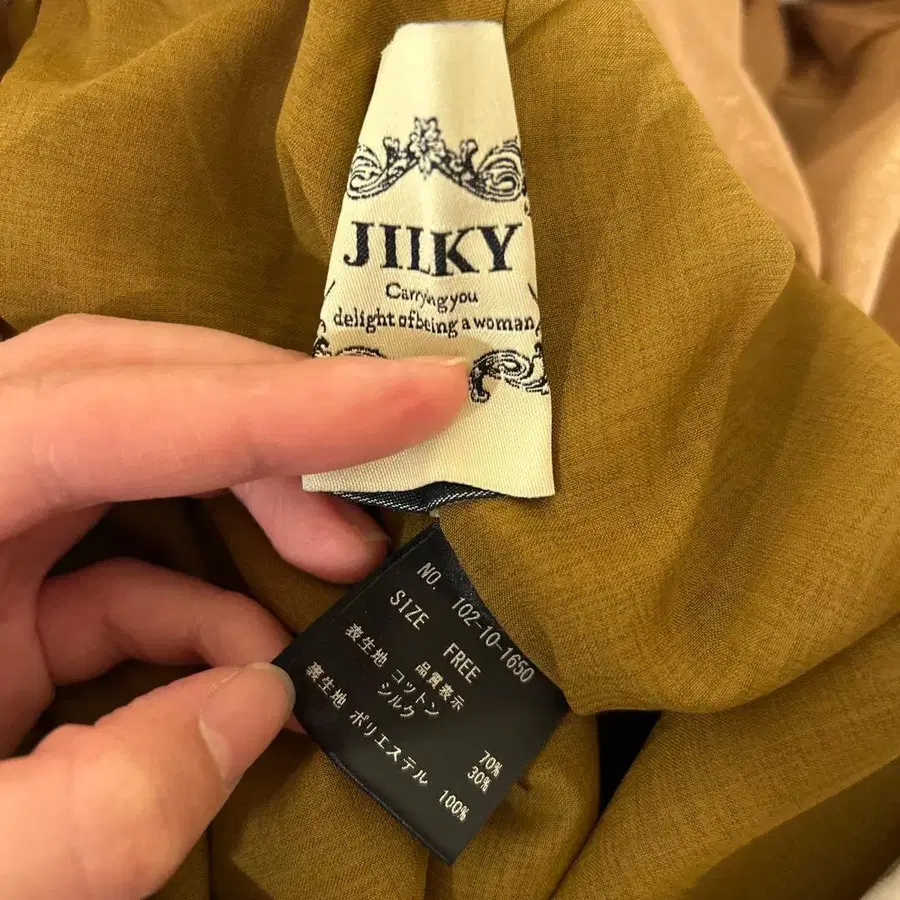 JILKY
Carrying you
delight of being a woman
NO. 102-10-1650
SIZE FREE
品質表示
表生地 コットン 70%
シルク 30%
裏生地 ポリエステル 100%